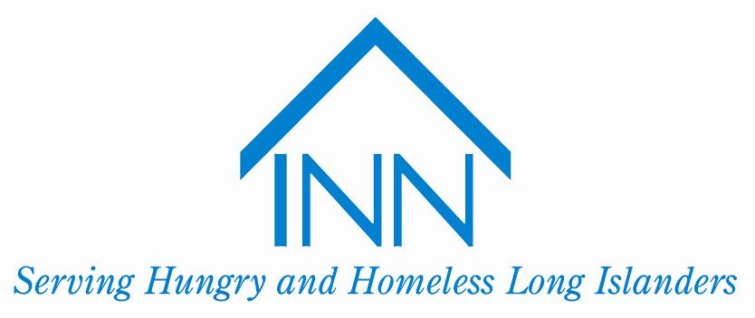 INN
Serving Hungry and Homeless Long Islanders